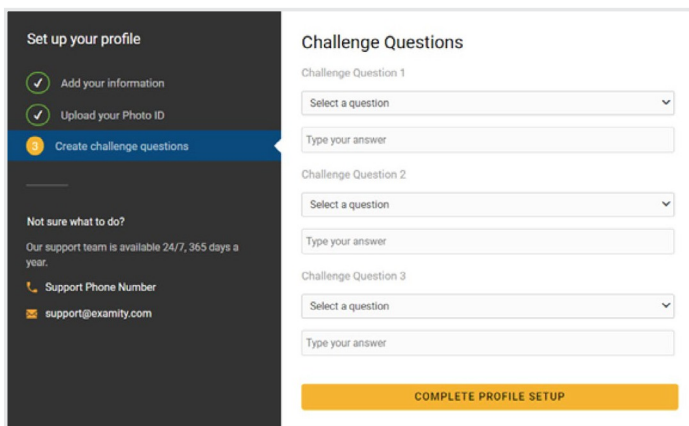 Set up your profile
Add your information
Upload your Photo ID
3 Create challenge questions
Not sure what to do?
Our support team is available 24/7, 365 days a
year.
Support Phone Number
support@examity.com
Challenge Questions
Challenge Question 1
Select a question
Type your answer
Challenge Question 2
Select a question
Type your answer
Challenge Question 3
Select a question
Type your answer
COMPLETE PROFILE SETUP